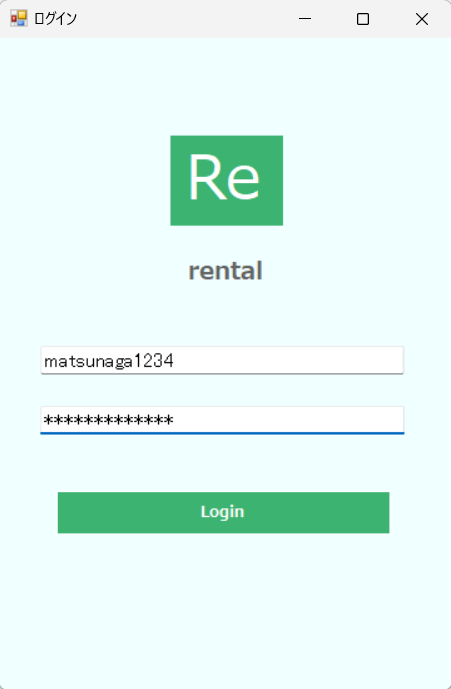 ログイン
Re
rental
matsunaga1234
*************
Login